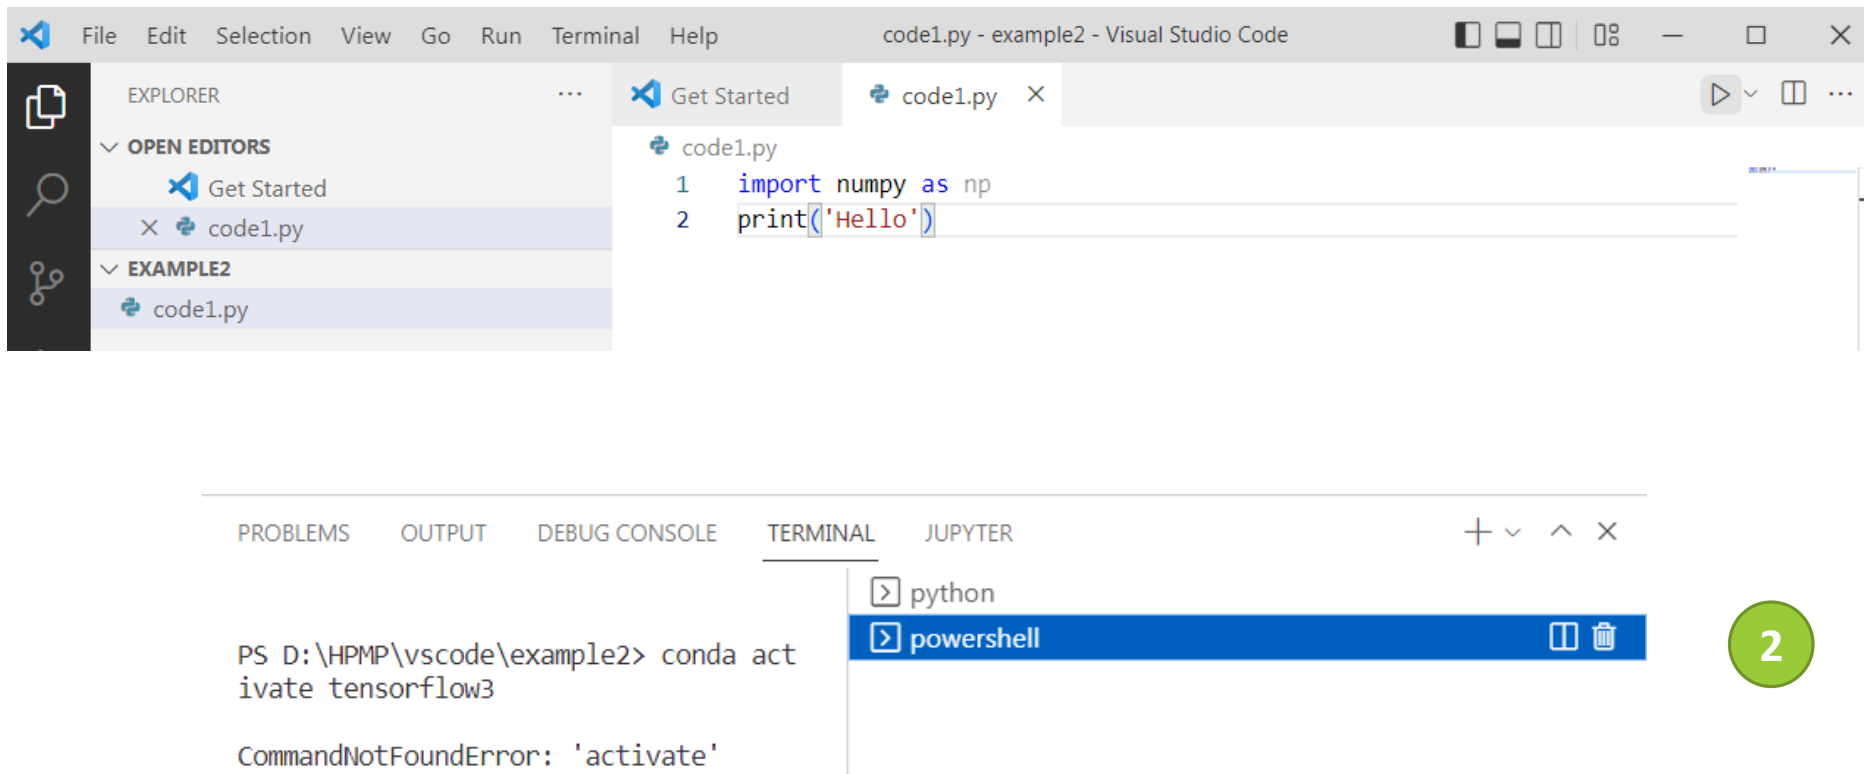 File Edit Selection View Go Run Terminal Help code1.py - example2 - Visual Studio Code
EXPLORER
Get Started code1.py
OPEN EDITORS
Get Started
code1.py
EXAMPLE2
code1.py
code1.py
1 import numpy as np
2 print('Hello')
PROBLEMS OUTPUT DEBUG CONSOLE TERMINAL JUPYTER
python
powershell
2
PS D:\HPMP\vscode\example2> conda act
ivate tensorflow3
CommandNotFoundError: 'activate'